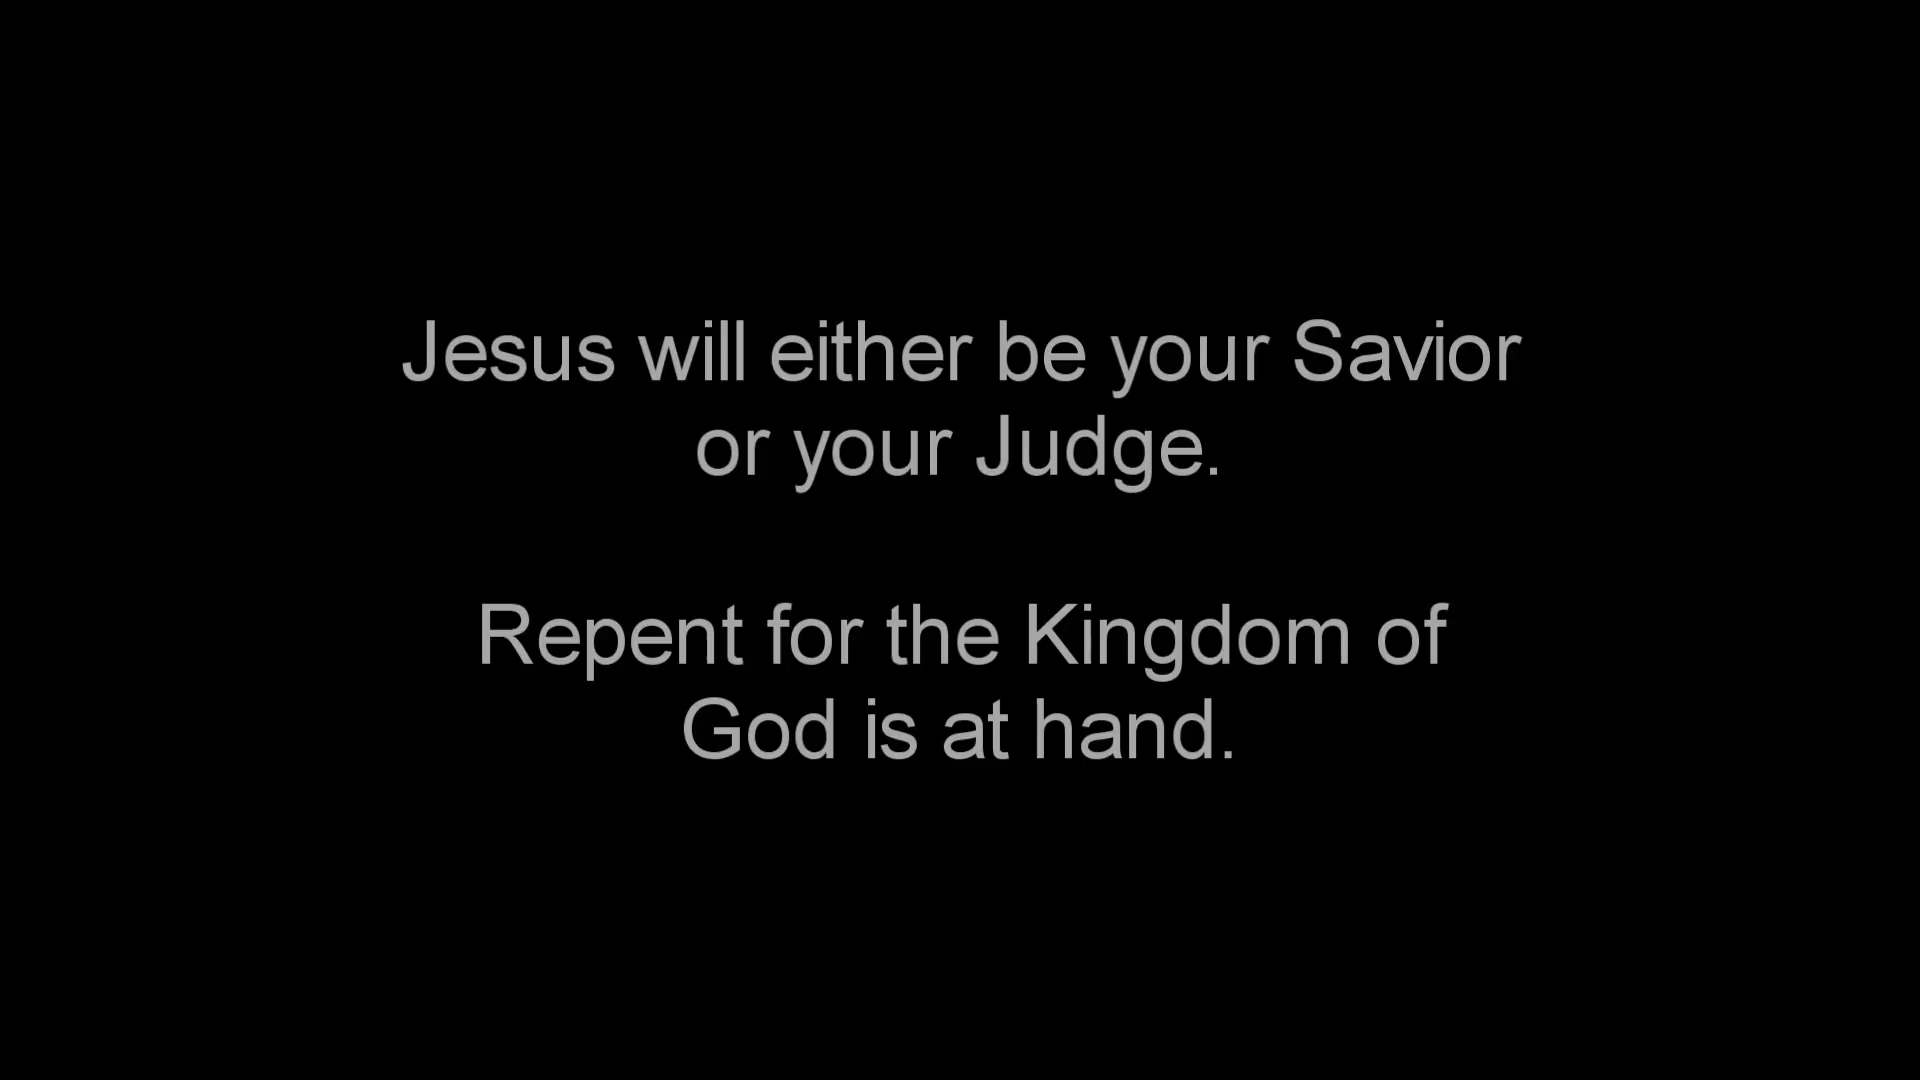 Jesus will either be your Savior
or your Judge.
Repent for the Kingdom of
God is at hand.